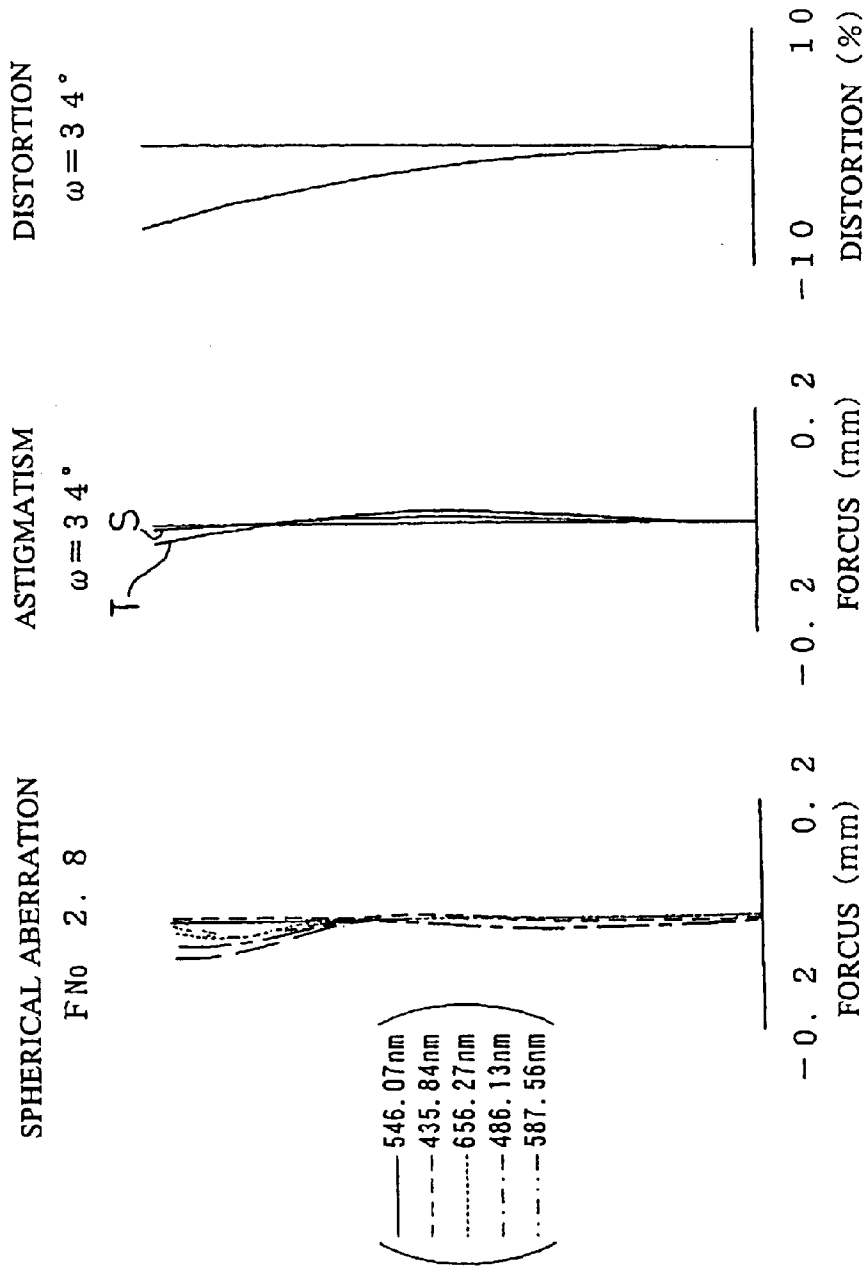 SPHERICAL ABERRATION
FNo 2. 8
546.07nm
435.84nm
656.27nm
486.13nm
587.56nm
-0. 2 0. 2
FORCUS (mm)
ASTIGMATISM
ω=34°
T S
-0. 2 0. 2
FORCUS (mm)
DISTORTION
ω=34°
-10 10
DISTORTION (%)